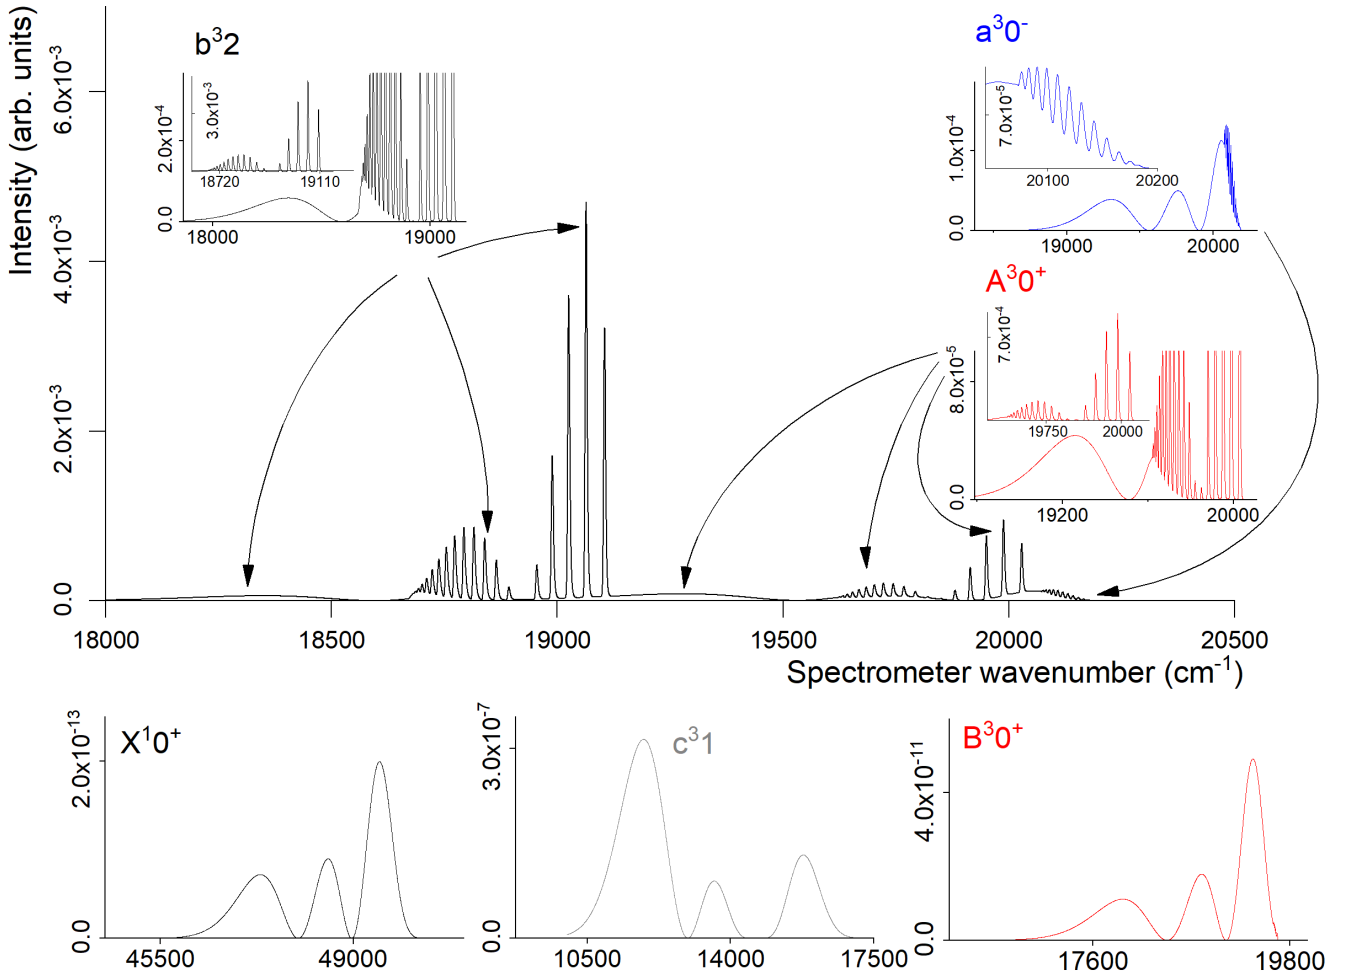 Intensity (arb. units)
6.0x10⁻³
4.0x10⁻³
2.0x10⁻³
0.0
b³2
2.0x10⁻⁴
0.0
18000
19000
3.0x10⁻³
18720
19110
a³0⁻
1.0x10⁻⁴
0.0
19000
20000
7.0x10⁻⁵
20100
20200
A³0⁺
8.0x10⁻⁵
0.0
19200
20000
7.0x10⁻⁴
19750
20000
18000
18500
19000
19500
20000
20500
Spectrometer wavenumber (cm⁻¹)
X¹0⁺
2.0x10⁻¹³
0.0
45500
49000
c³1
3.0x10⁻⁷
0.0
10500
14000
17500
B³0⁺
4.0x10⁻¹¹
0.0
17600
19800